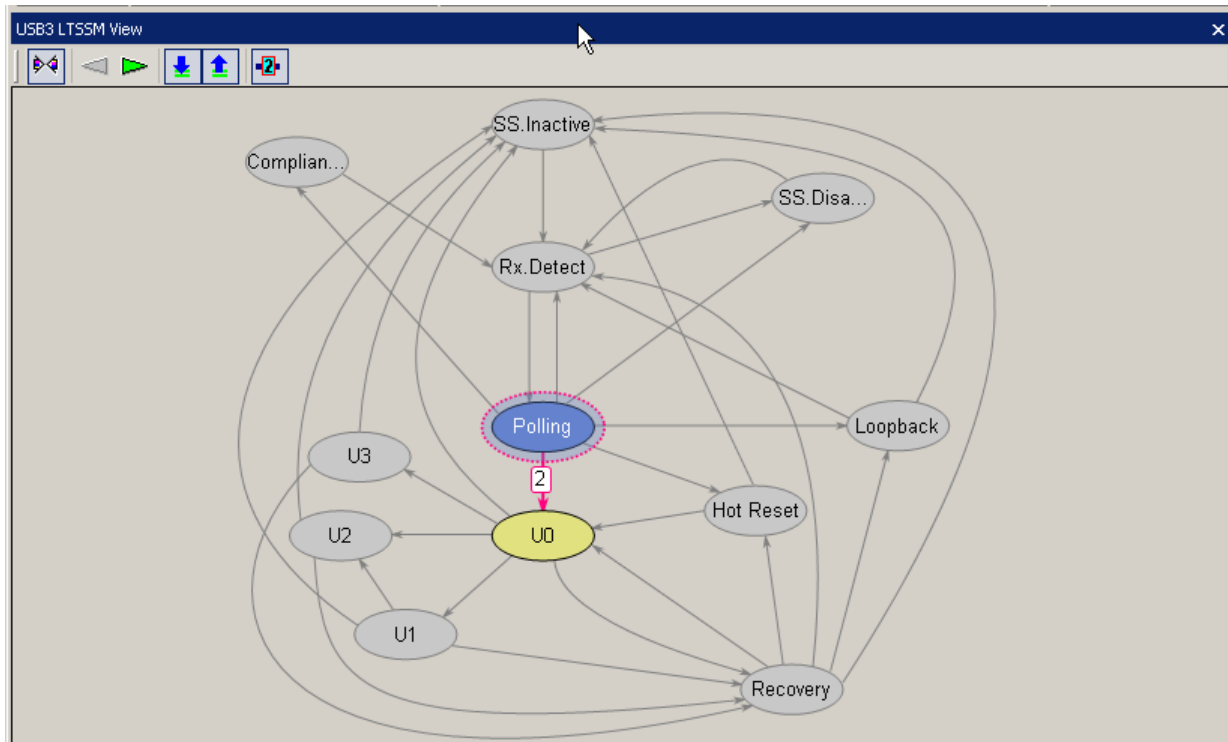 USB3 LTSSM View
2
SS.Inactive
Complian...
SS.Disa...
Rx.Detect
Polling
Loopback
U3
2
Hot Reset
U2
U0
U1
Recovery